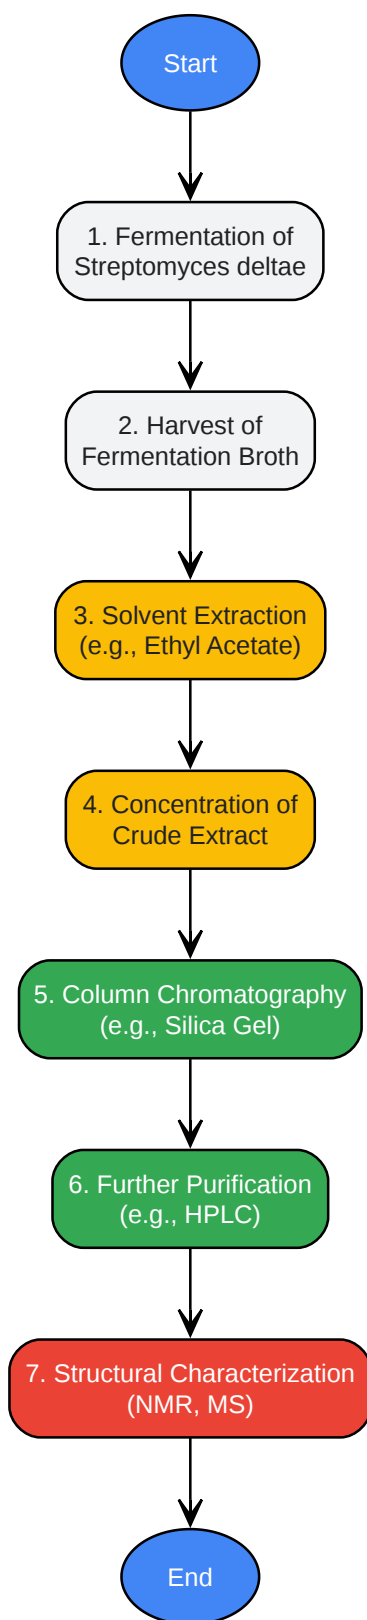 Start
1. Fermentation of
Streptomyces deltae
2. Harvest of
Fermentation Broth
3. Solvent Extraction
(e.g., Ethyl Acetate)
4. Concentration of
Crude Extract
5. Column Chromatography
(e.g., Silica Gel)
6. Further Purification
(e.g., HPLC)
7. Structural Characterization
(NMR, MS)
End